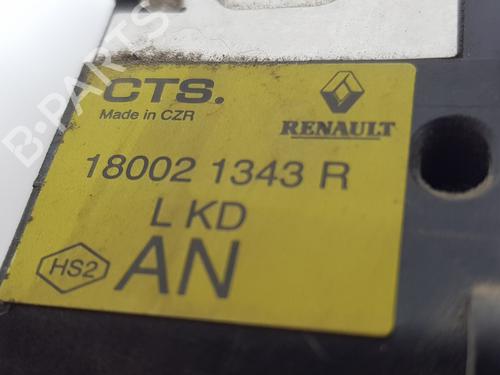 CTS.
Made in CZR
RENAULT
18002 1343 R
L KD
HS2
AN
B-PARTS